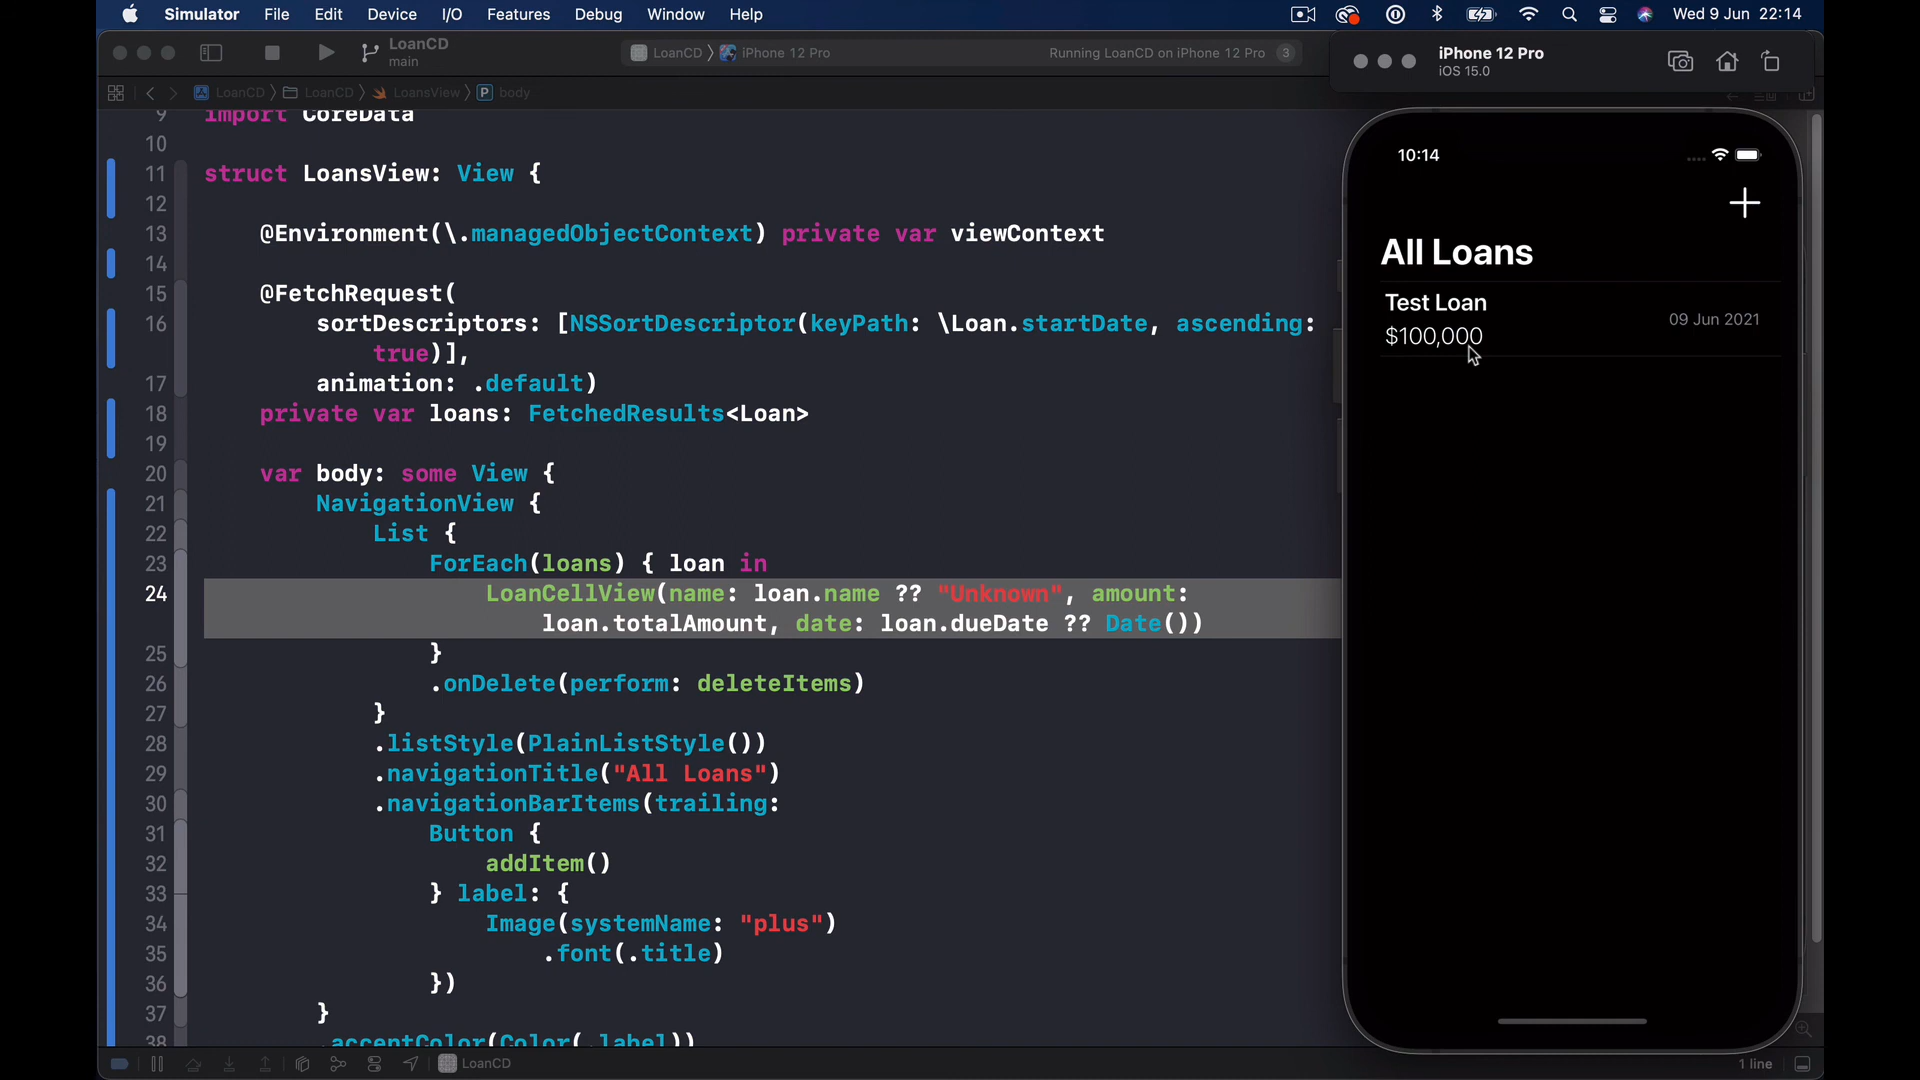 Simulator File Edit Device I/O Features Debug Window Help Wed 9 Jun 22:14
LoanCD
main
LoanCD iPhone 12 Pro Running LoanCD on iPhone 12 Pro 3
iPhone 12 Pro
iOS 15.0
LoanCD LoanCD LoansView P body
9 import CoreData
10
11 struct LoansView: View {
12
13 @Environment(\.managedObjectContext) private var viewContext
14
15 @FetchRequest(
16 sortDescriptors: [NSSortDescriptor(keyPath: \Loan.startDate, ascending:
true)],
17 animation: .default)
18 private var loans: FetchedResults<Loan>
19
20 var body: some View {
21 NavigationView {
22 List {
23 ForEach(loans) { loan in
24 LoanCellView(name: loan.name ?? "Unknown", amount:
loan.totalAmount, date: loan.dueDate ?? Date())
25 }
26 .onDelete(perform: deleteItems)
27 }
28 .listStyle(PlainListStyle())
29 .navigationTitle("All Loans")
30 .navigationBarItems(trailing:
31 Button {
32 addItem()
33 } label: {
34 Image(systemName: "plus")
35 .font(.title)
36 })
37 }
38 .accentColor(Color(.label))
LoanCD 1 line
10:14
All Loans
Test Loan
$100,000
09 Jun 2021